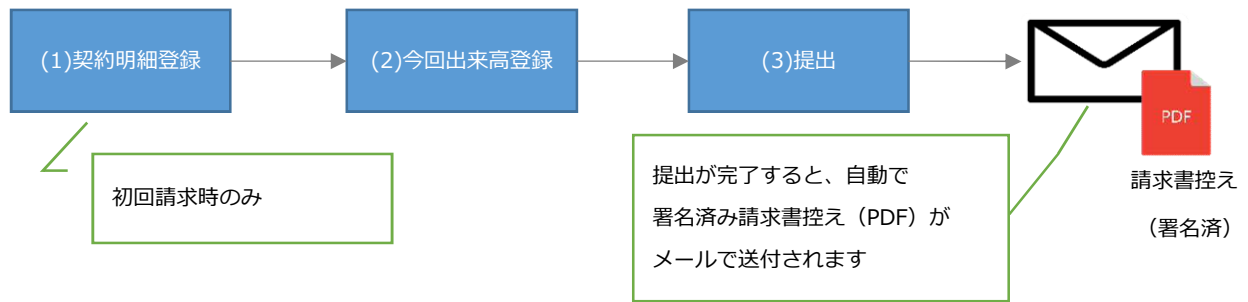 (1)契約明細登録
(2)今回出来高登録
(3)提出
PDF
初回請求時のみ
提出が完了すると、自動で
署名済み請求書控え（PDF）が
メールで送付されます
請求書控え
（署名済）